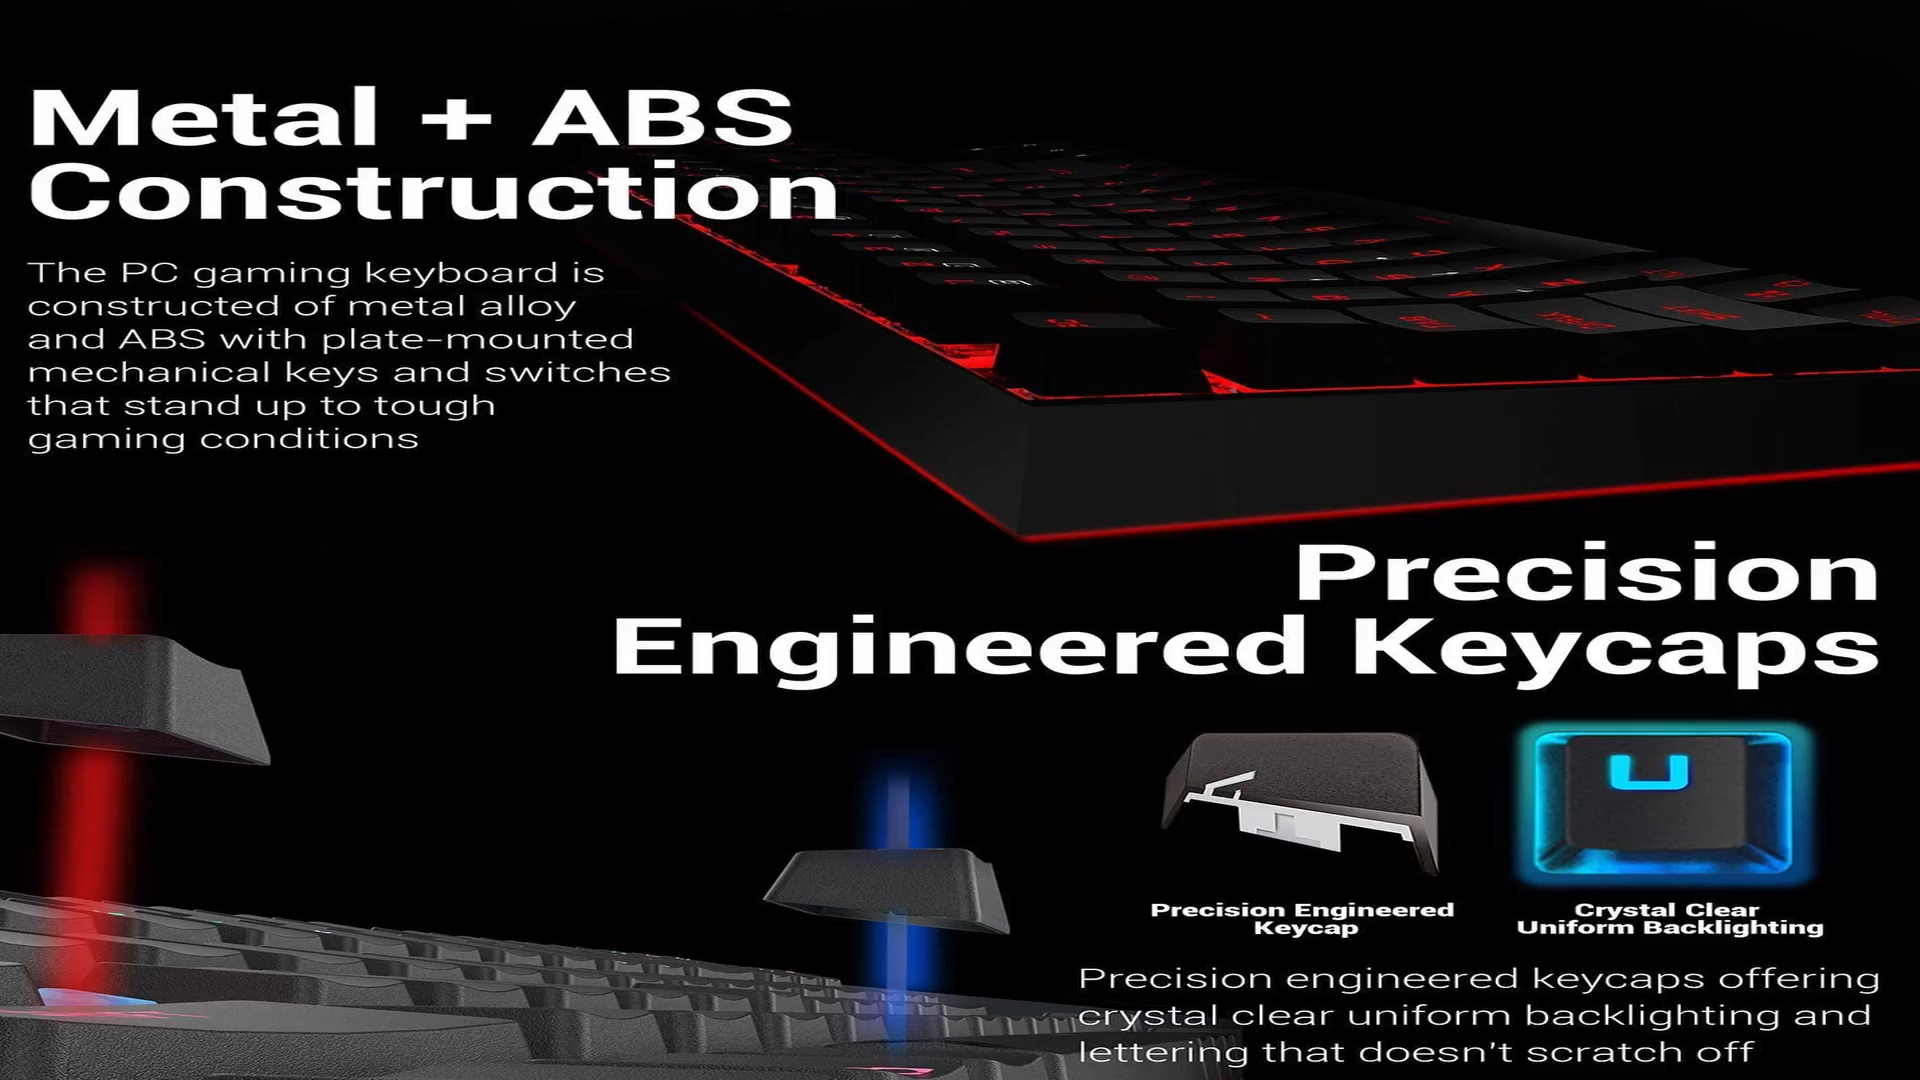 Metal + ABS
Construction
The PC gaming keyboard is
constructed of metal alloy
and ABS with plate-mounted
mechanical keys and switches
that stand up to tough
gaming conditions
Precision
Engineered Keycaps
U
Precision Engineered
Keycap
Crystal Clear
Uniform Backlighting
Precision engineered keycaps offering
crystal clear uniform backlighting and
lettering that doesn't scratch off